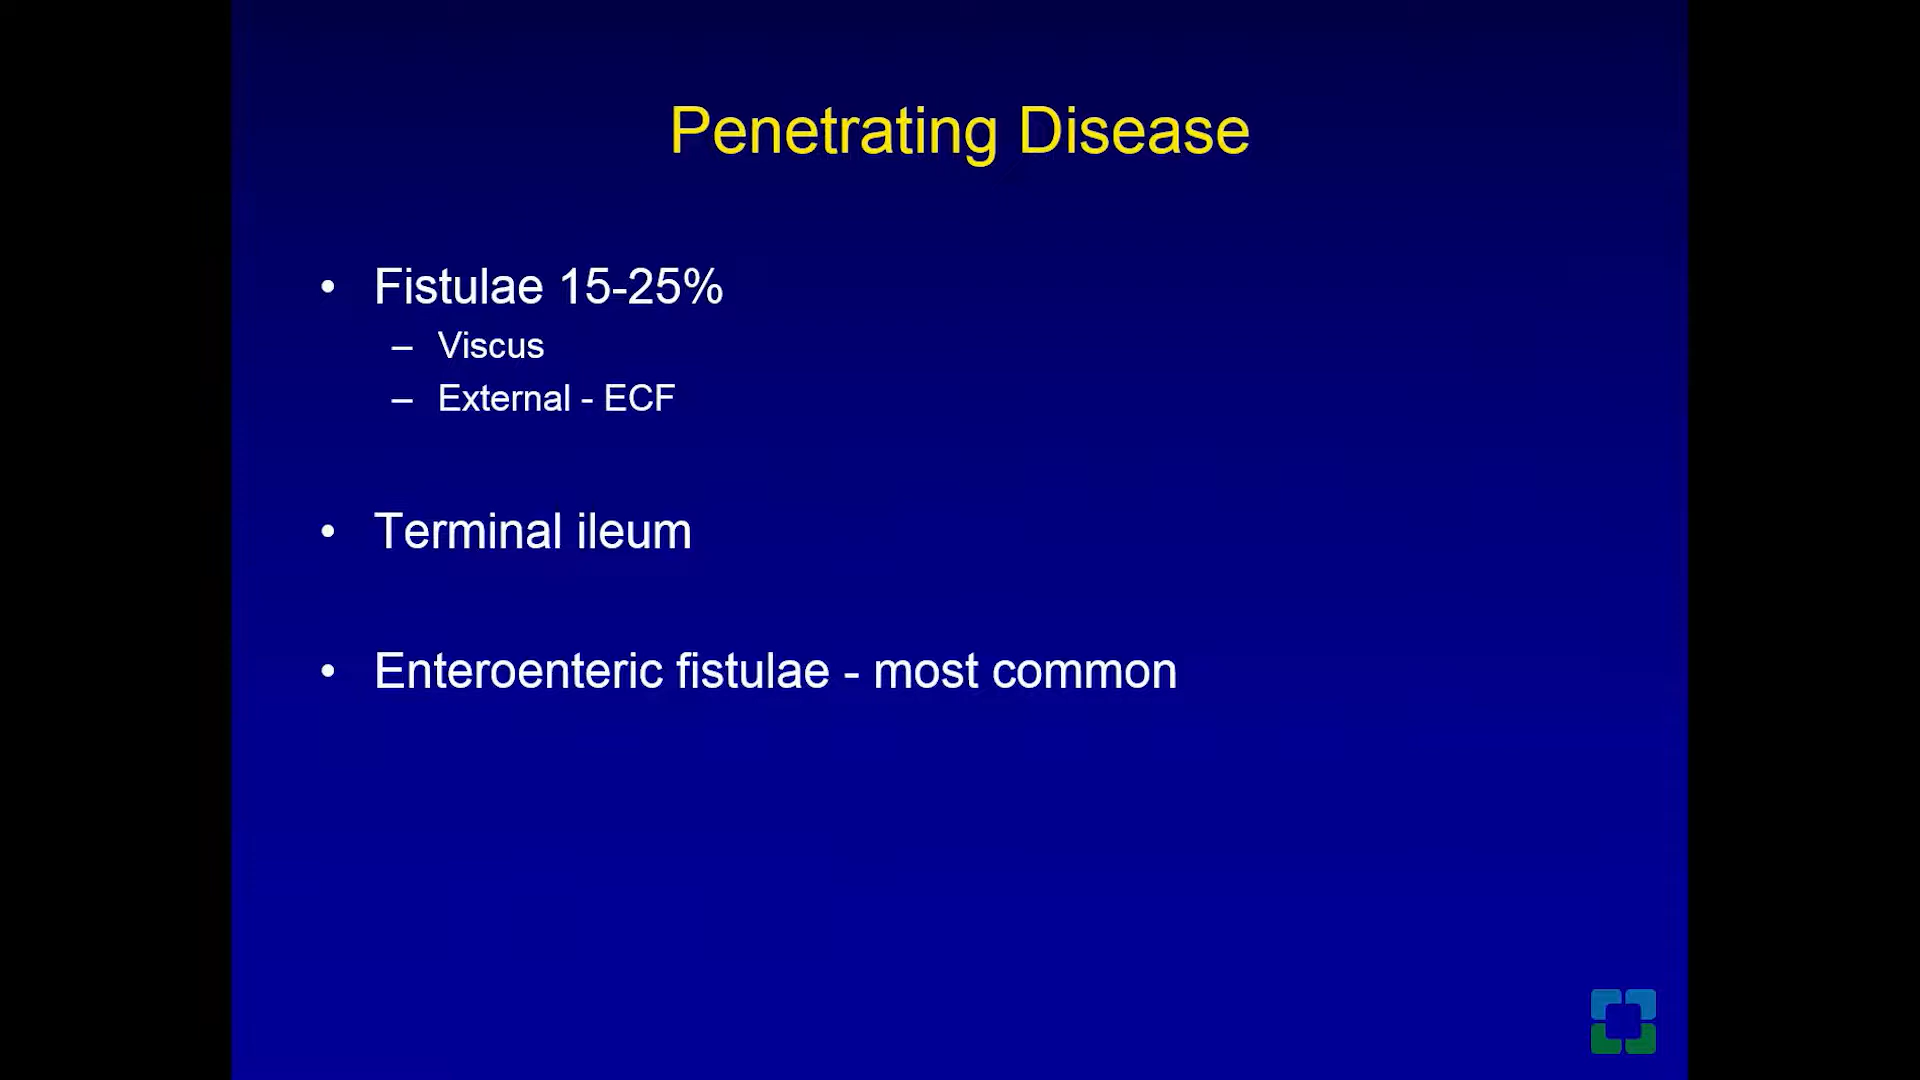 Penetrating Disease
• Fistulae 15-25%
– Viscus
– External - ECF
• Terminal ileum
• Enteroenteric fistulae - most common